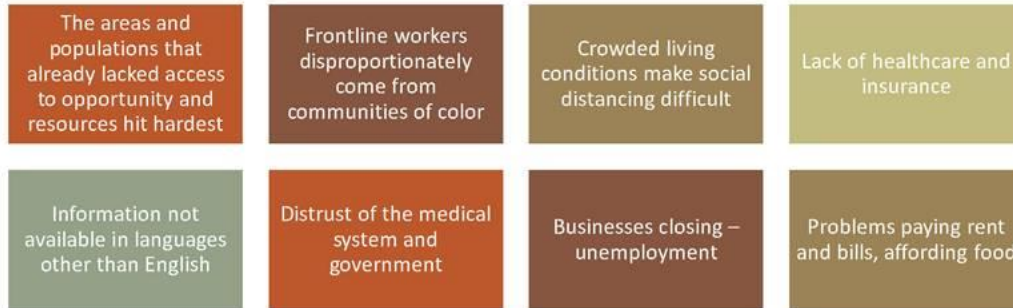 The areas and
populations that
already lacked access
to opportunity and
resources hit hardest
Frontline workers
disproportionately
come from
communities of color
Crowded living
conditions make social
distancing difficult
Lack of healthcare and
insurance
Information not
available in languages
other than English
Distrust of the medical
system and
government
Businesses closing –
unemployment
Problems paying rent
and bills, affording food